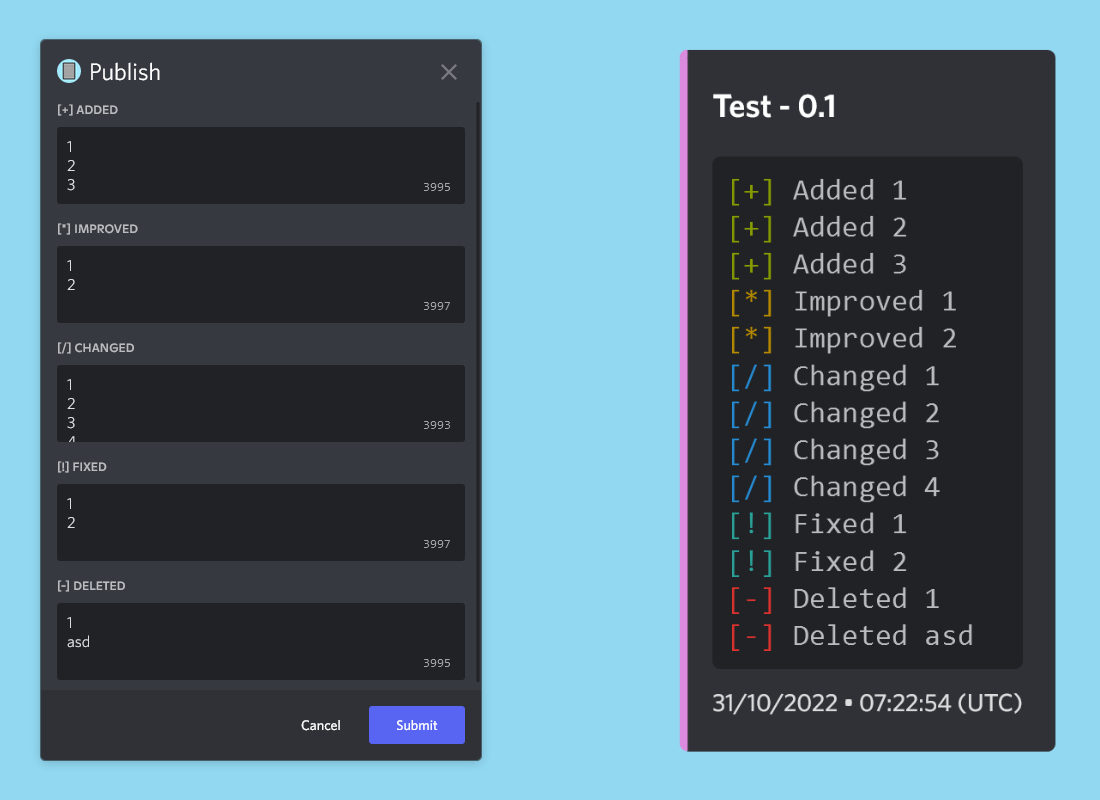 Publish
[+] ADDED
1
2
3
3995
[*] IMPROVED
1
2
3997
[/] CHANGED
1
2
3
4
3993
[!] FIXED
1
2
3997
[-] DELETED
1
asd
3995
Cancel
Submit
Test - 0.1
[+] Added 1
[+] Added 2
[+] Added 3
[*] Improved 1
[*] Improved 2
[/] Changed 1
[/] Changed 2
[/] Changed 3
[/] Changed 4
[!] Fixed 1
[!] Fixed 2
[-] Deleted 1
[-] Deleted asd
31/10/2022 • 07:22:54 (UTC)